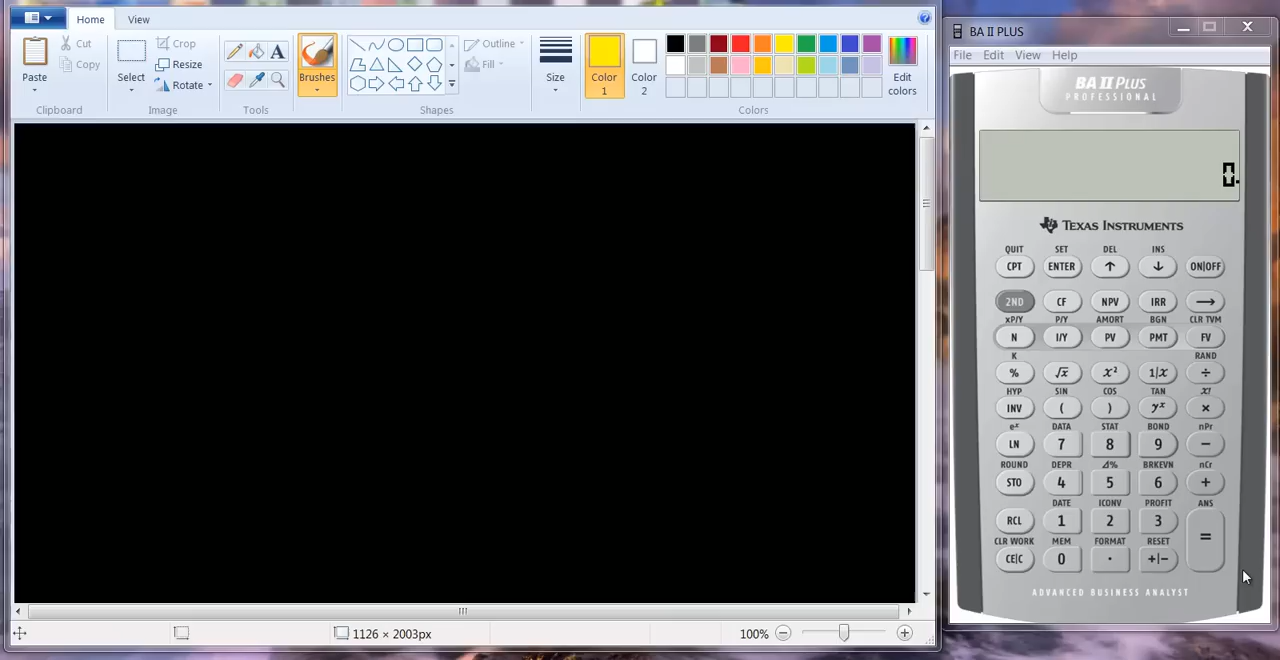 Home
View
BA II PLUS
Paste
Cut
Copy
Clipboard
Select
Crop
Resize
Rotate
Image
Tools
Brushes
Outline
Fill
Shapes
Size
Color
1
Color
2
Edit
colors
Colors
File Edit View Help
BA II PLUS
PROFESSIONAL
0.
TEXAS INSTRUMENTS
QUIT SET DEL INS
CPT ENTER ↑ ↓ ON|OFF
2ND CF NPV IRR →
xP/Y P/Y AMORT BGN CLR TVM
N I/Y PV PMT FV
K RAND
% √x x² 1/x ÷
HYP SIN COS TAN x!
INV ( ) yˣ ×
eˣ DATA STAT BOND nPr
LN 7 8 9 −
ROUND DEPR Δ% BRKEVN nCr
STO 4 5 6 +
DATE ICONV PROFIT ANS
RCL 1 2 3 =
CLR WORK MEM FORMAT RESET
CE|C 0 . +|−
ADVANCED BUSINESS ANALYST
1126 × 2003px
100%